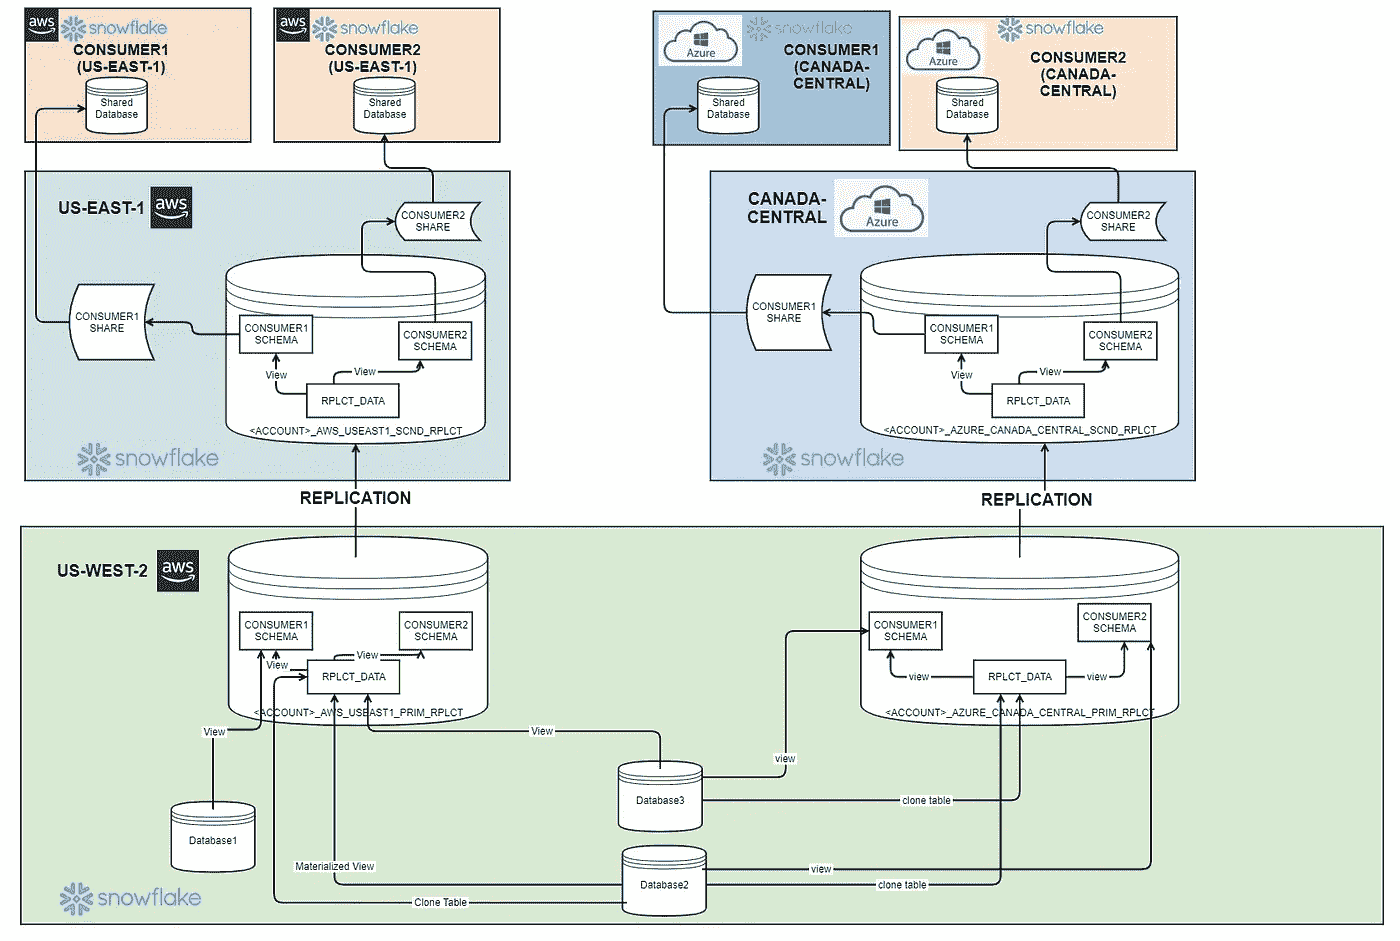 aws
snowflake
CONSUMER1
(US-EAST-1)
Shared
Database
aws
snowflake
CONSUMER2
(US-EAST-1)
Shared
Database
Azure
snowflake
CONSUMER1
(CANADA-
CENTRAL)
Shared
Database
Azure
snowflake
CONSUMER2
(CANADA-
CENTRAL)
Shared
Database
US-EAST-1
aws
CONSUMER2
SHARE
CONSUMER1
SHARE
CONSUMER1
SCHEMA
CONSUMER2
SCHEMA
View
View
RPLCT_DATA
<ACCOUNT>_AWS_USEAST1_SCND_RPLCT
snowflake
CANADA-
CENTRAL
Azure
CONSUMER2
SHARE
CONSUMER1
SHARE
CONSUMER1
SCHEMA
CONSUMER2
SCHEMA
View
View
RPLCT_DATA
<ACCOUNT>_AZURE_CANADA_CENTRAL_SCND_RPLCT
snowflake
REPLICATION
REPLICATION
US-WEST-2
aws
CONSUMER1
SCHEMA
CONSUMER2
SCHEMA
View
View
RPLCT_DATA
<ACCOUNT>_AWS_USEAST1_PRIM_RPLCT
CONSUMER1
SCHEMA
CONSUMER2
SCHEMA
view
RPLCT_DATA
view
<ACCOUNT>_AZURE_CANADA_CENTRAL_PRIM_RPLCT
View
View
view
Database3
clone table
Database1
Materialized View
view
Database2
clone table
Clone Table
snowflake